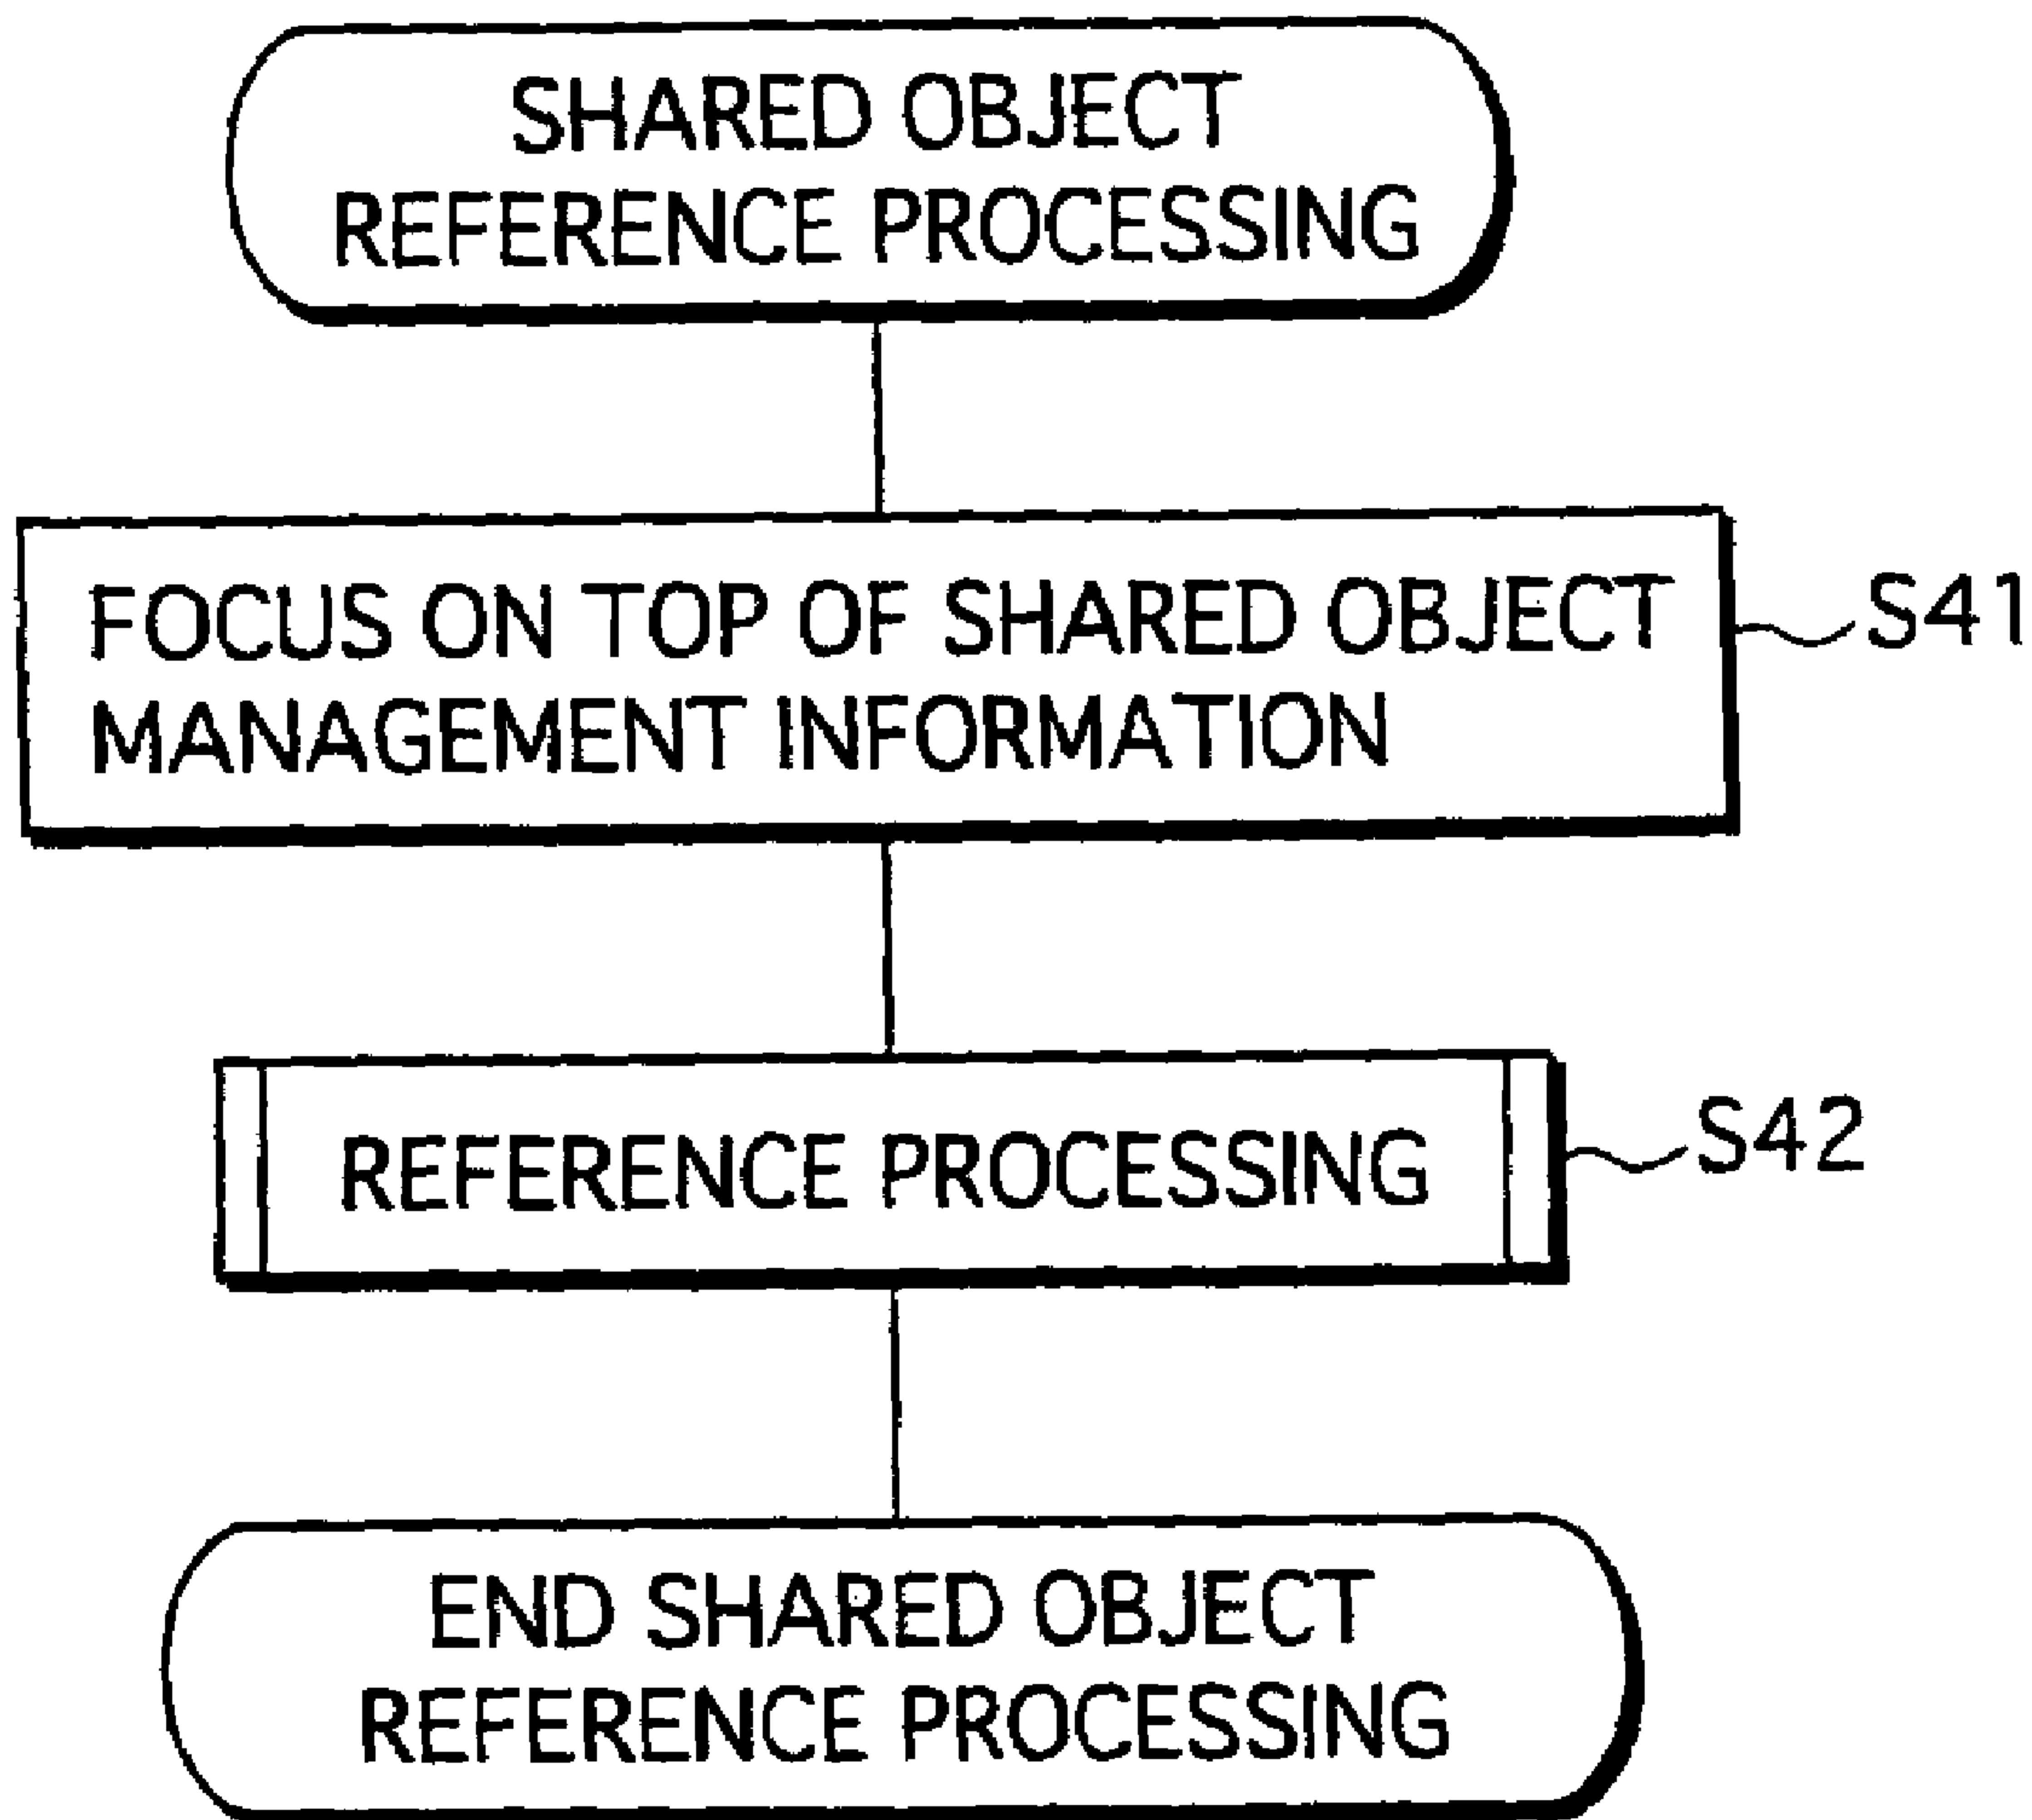 SHARED OBJECT
REFERENCE PROCESSING
FOCUS ON TOP OF SHARED OBJECT
MANAGEMENT INFORMATION
S41
REFERENCE PROCESSING
S42
END SHARED OBJECT
REFERENCE PROCESSING